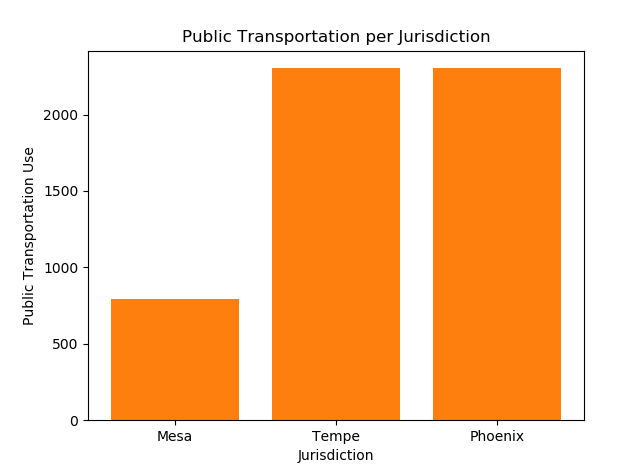 Public Transportation per Jurisdiction
Public Transportation Use
2000
1500
1000
500
0
Mesa Tempe Phoenix
Jurisdiction